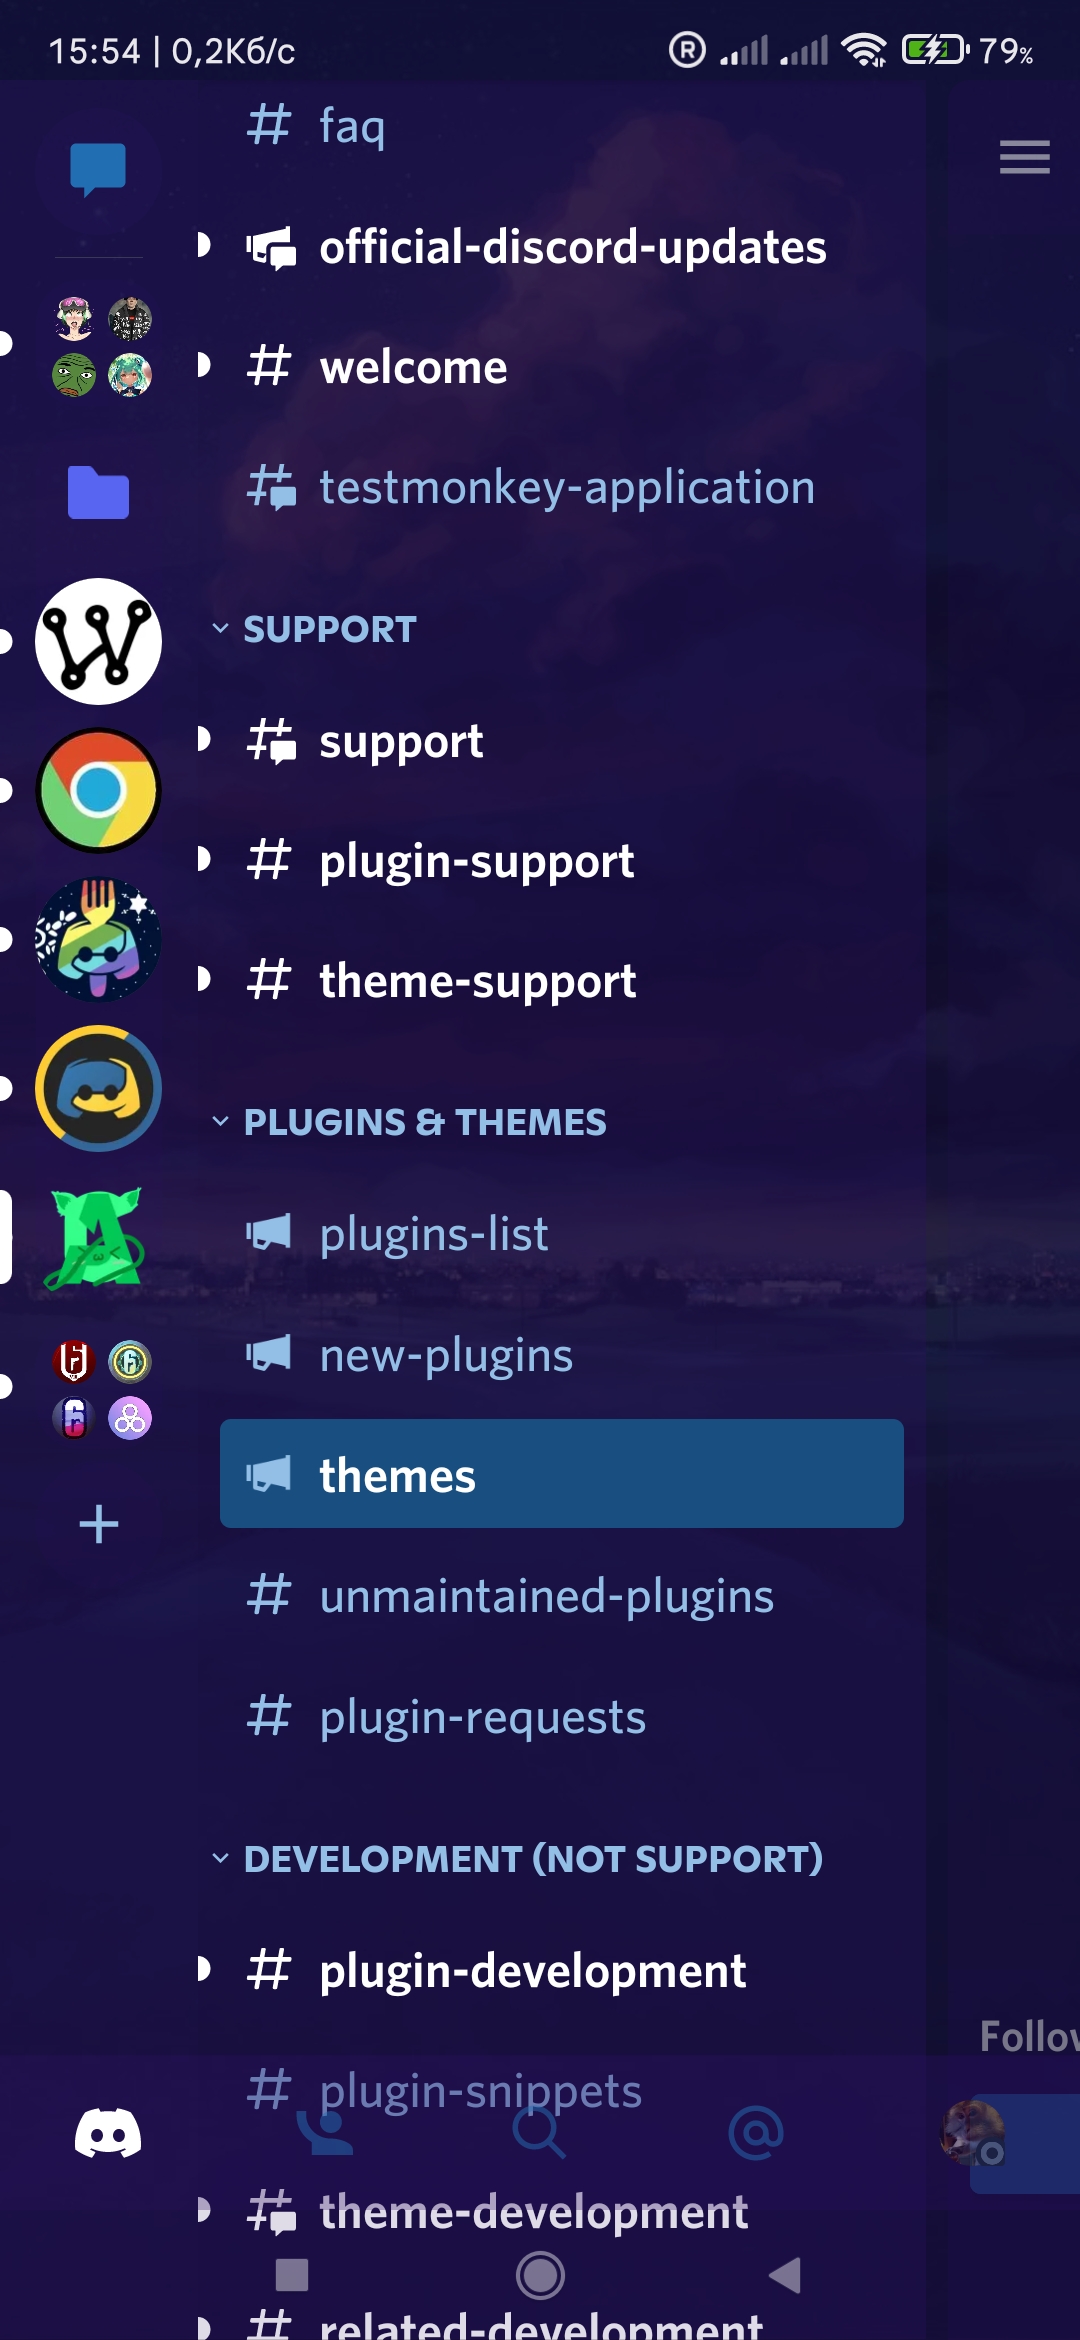 15:54 | 0,2Кб/с
79%
faq
official-discord-updates
welcome
testmonkey-application
SUPPORT
support
plugin-support
theme-support
PLUGINS & THEMES
plugins-list
new-plugins
themes
unmaintained-plugins
plugin-requests
DEVELOPMENT (NOT SUPPORT)
plugin-development
Follow
plugin-snippets
theme-development
related-development